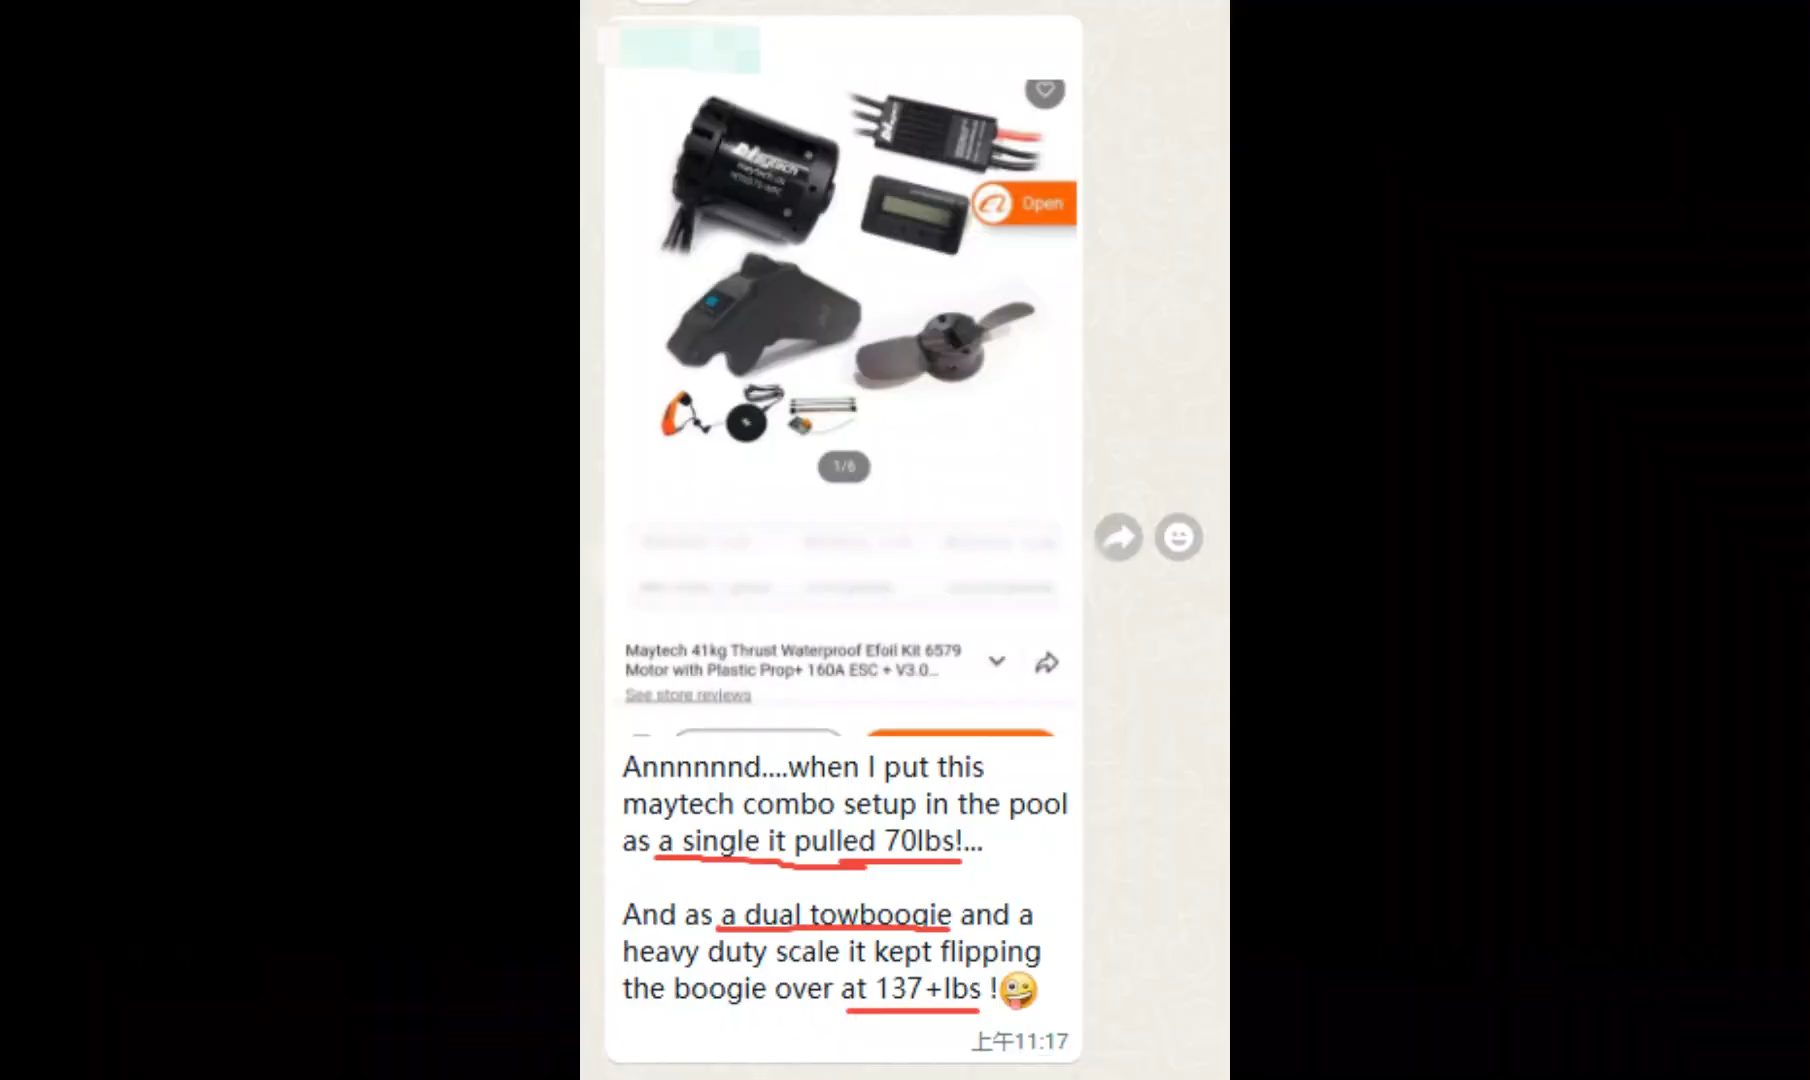 Maytech
Open
1/6
Maytech 41kg Thrust Waterproof Efoil Kit 6579
Motor with Plastic Prop+ 160A ESC + V3.0...
See store reviews
Annnnnnd....when I put this
maytech combo setup in the pool
as a single it pulled 70lbs!...
And as a dual towboogie and a
heavy duty scale it kept flipping
the boogie over at 137+lbs !🤪
上午11:17